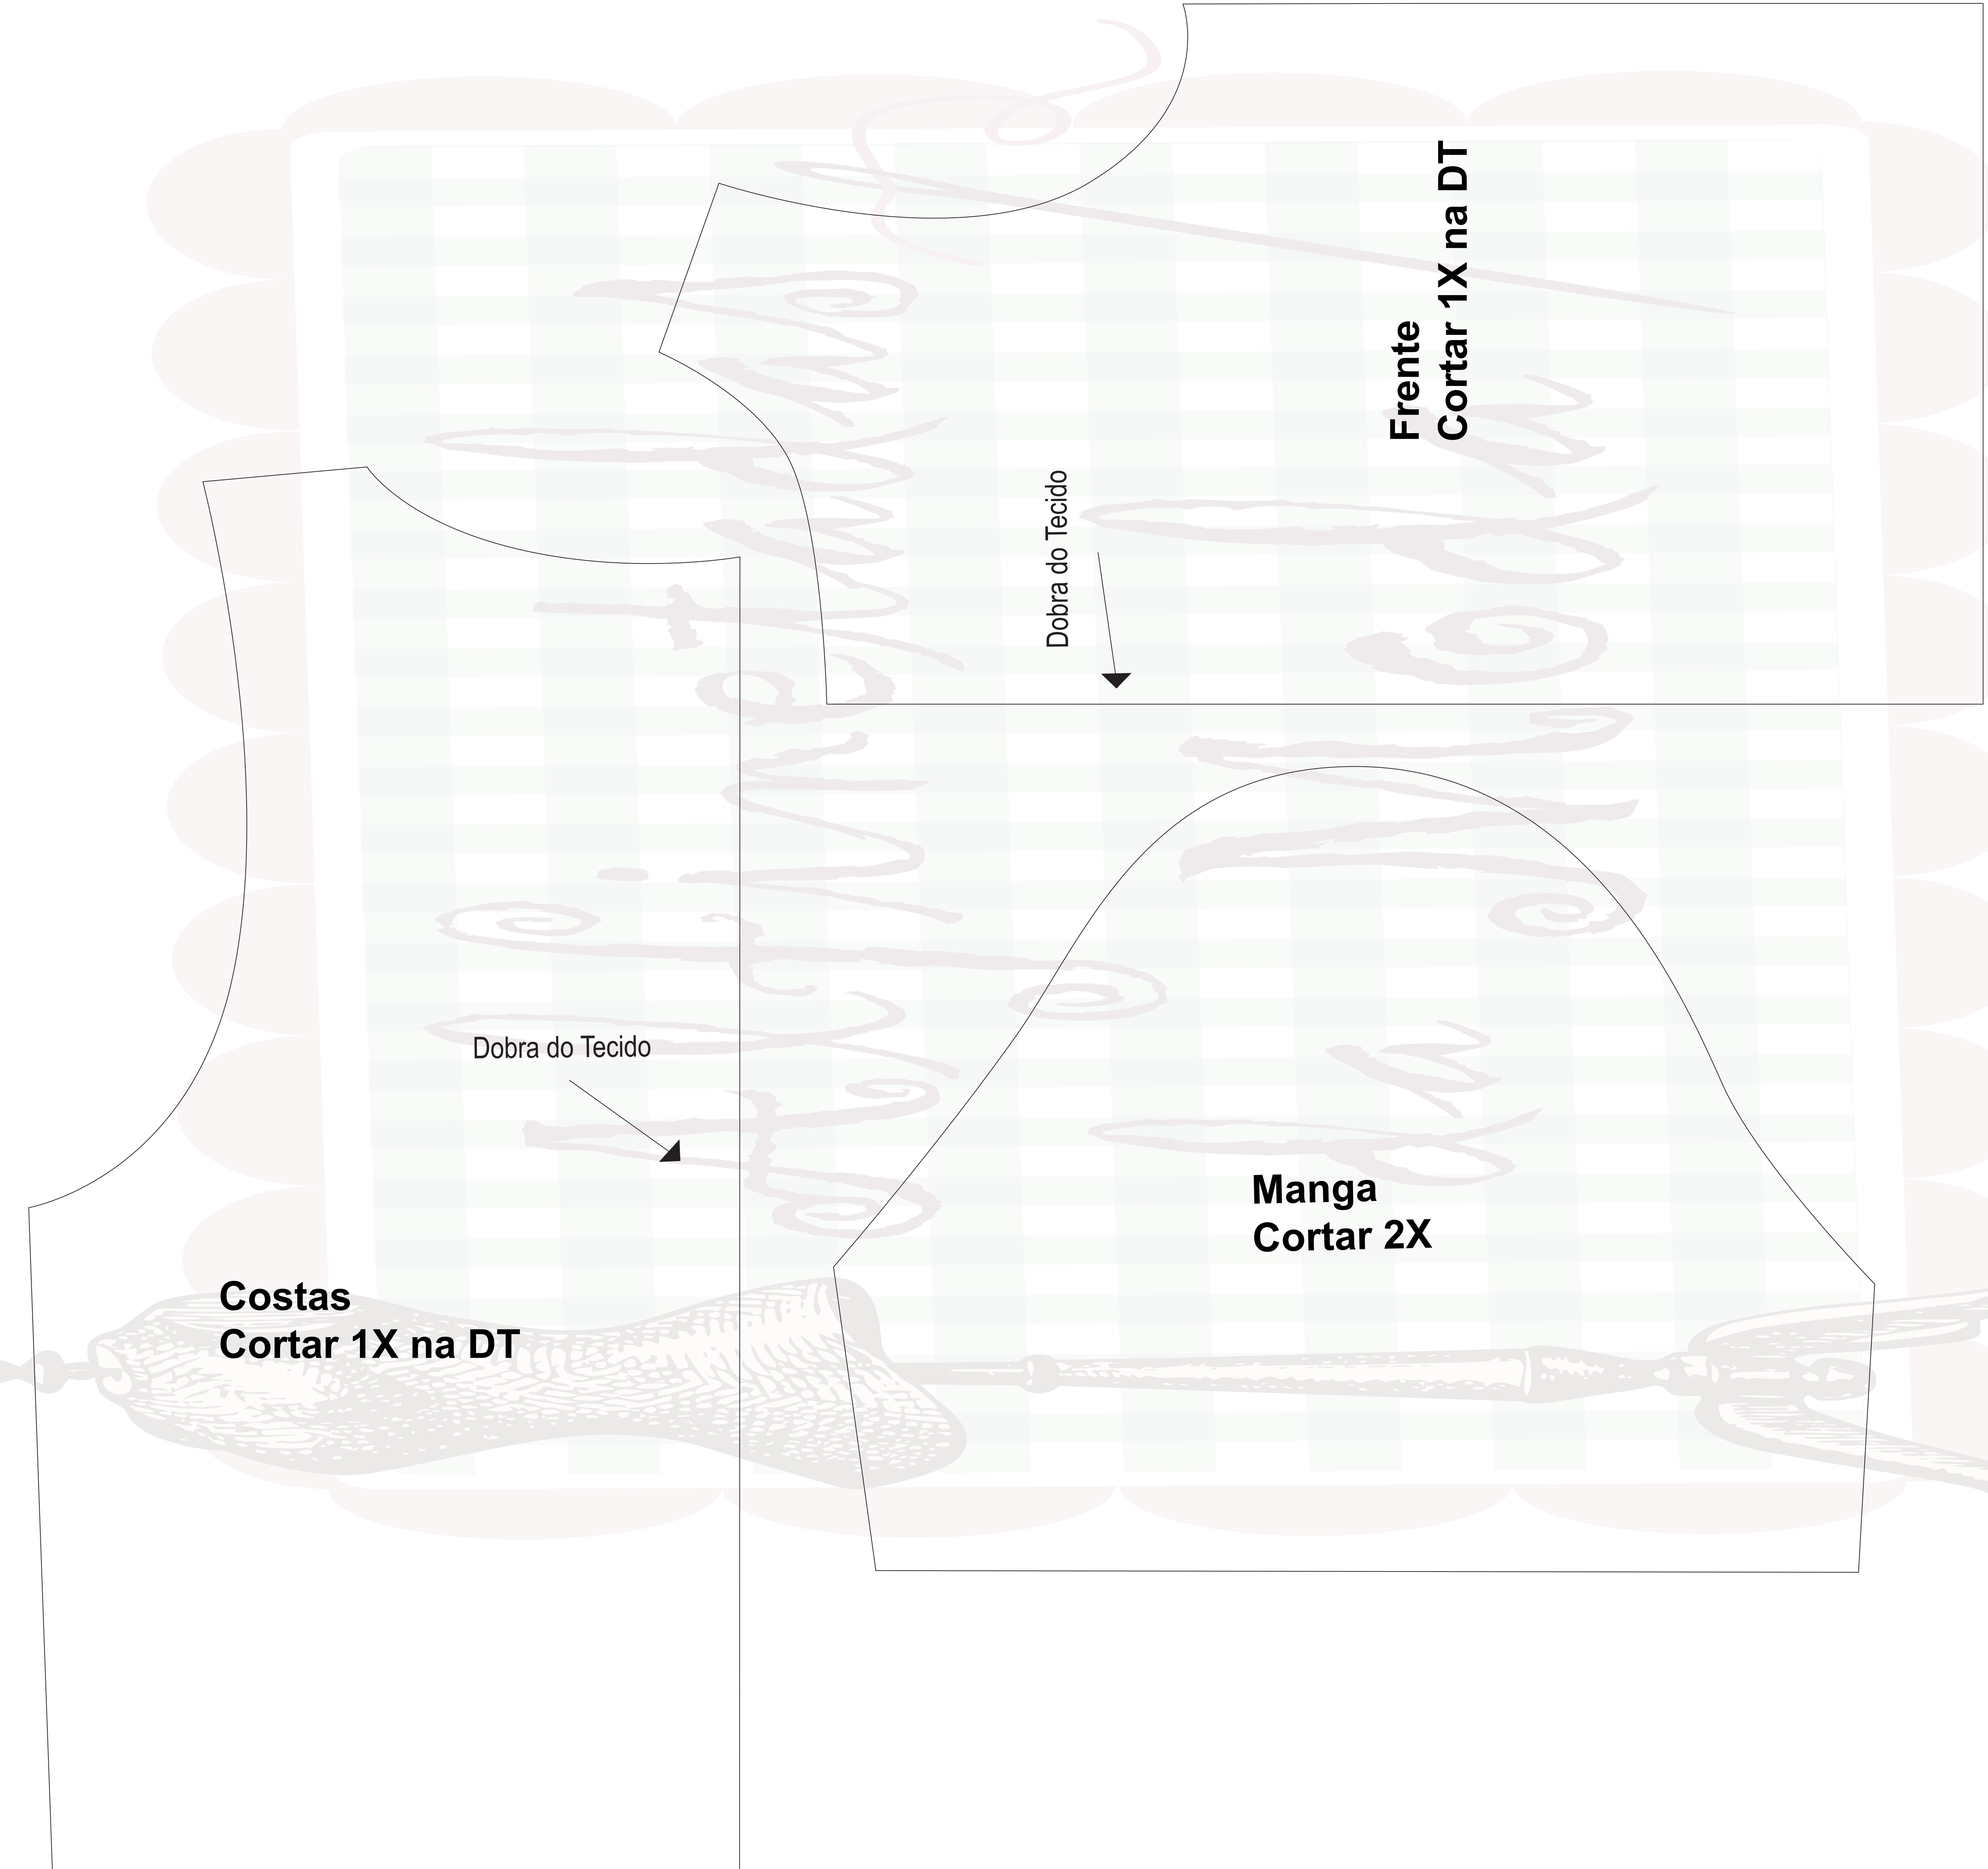 Frente
Cortar 1X na DT
Dobra do Tecido
Dobra do Tecido
Manga
Cortar 2X
Costas
Cortar 1X na DT